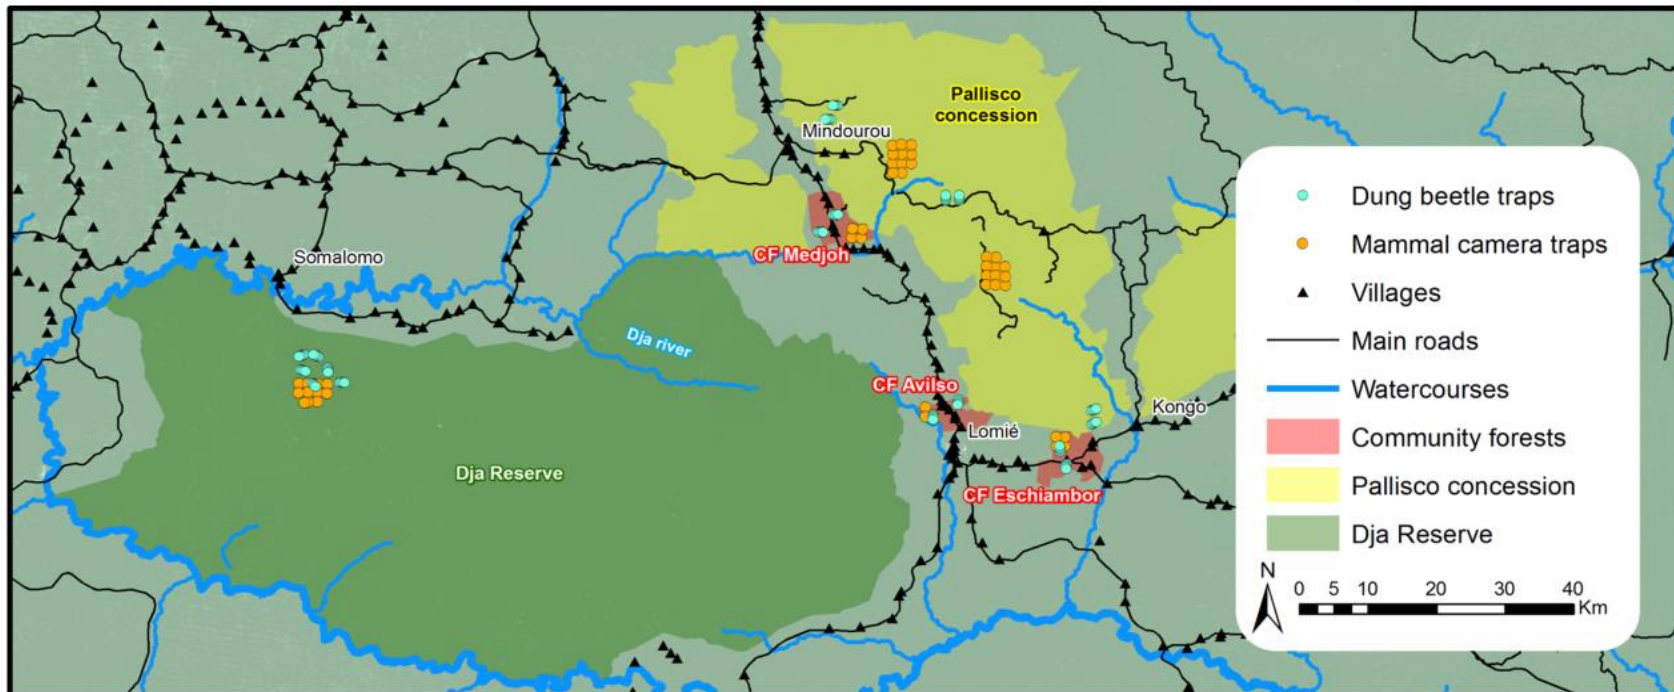 Pallisco
concession
Mindourou
Somalomo
CF Medjoh
Dja river
CF Avilso
Kongo
Lomié
Dja Reserve
CF Eschiambor
Dung beetle traps
Mammal camera traps
Villages
Main roads
Watercourses
Community forests
Pallisco concession
Dja Reserve
N
0 5 10 20 30 40
Km